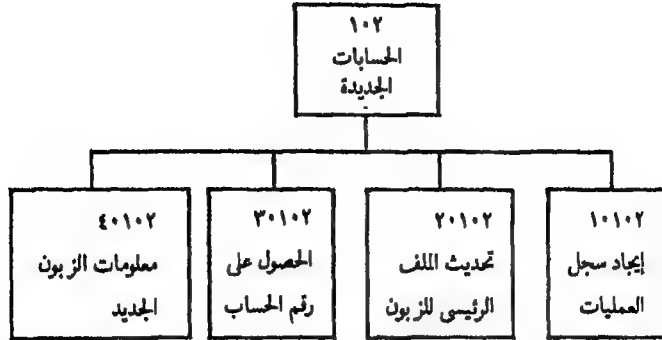 ١٠٢
الحسابات
الجديدة
١٠١٠٢
إيجاد سجل
العمليات
٢٠١٠٢
تحديث الملف
الرئيسى للزبون
٣٠١٠٢
الحصول على
رقم الحساب
٤٠١٠٢
معلومات الزبون
الجديد